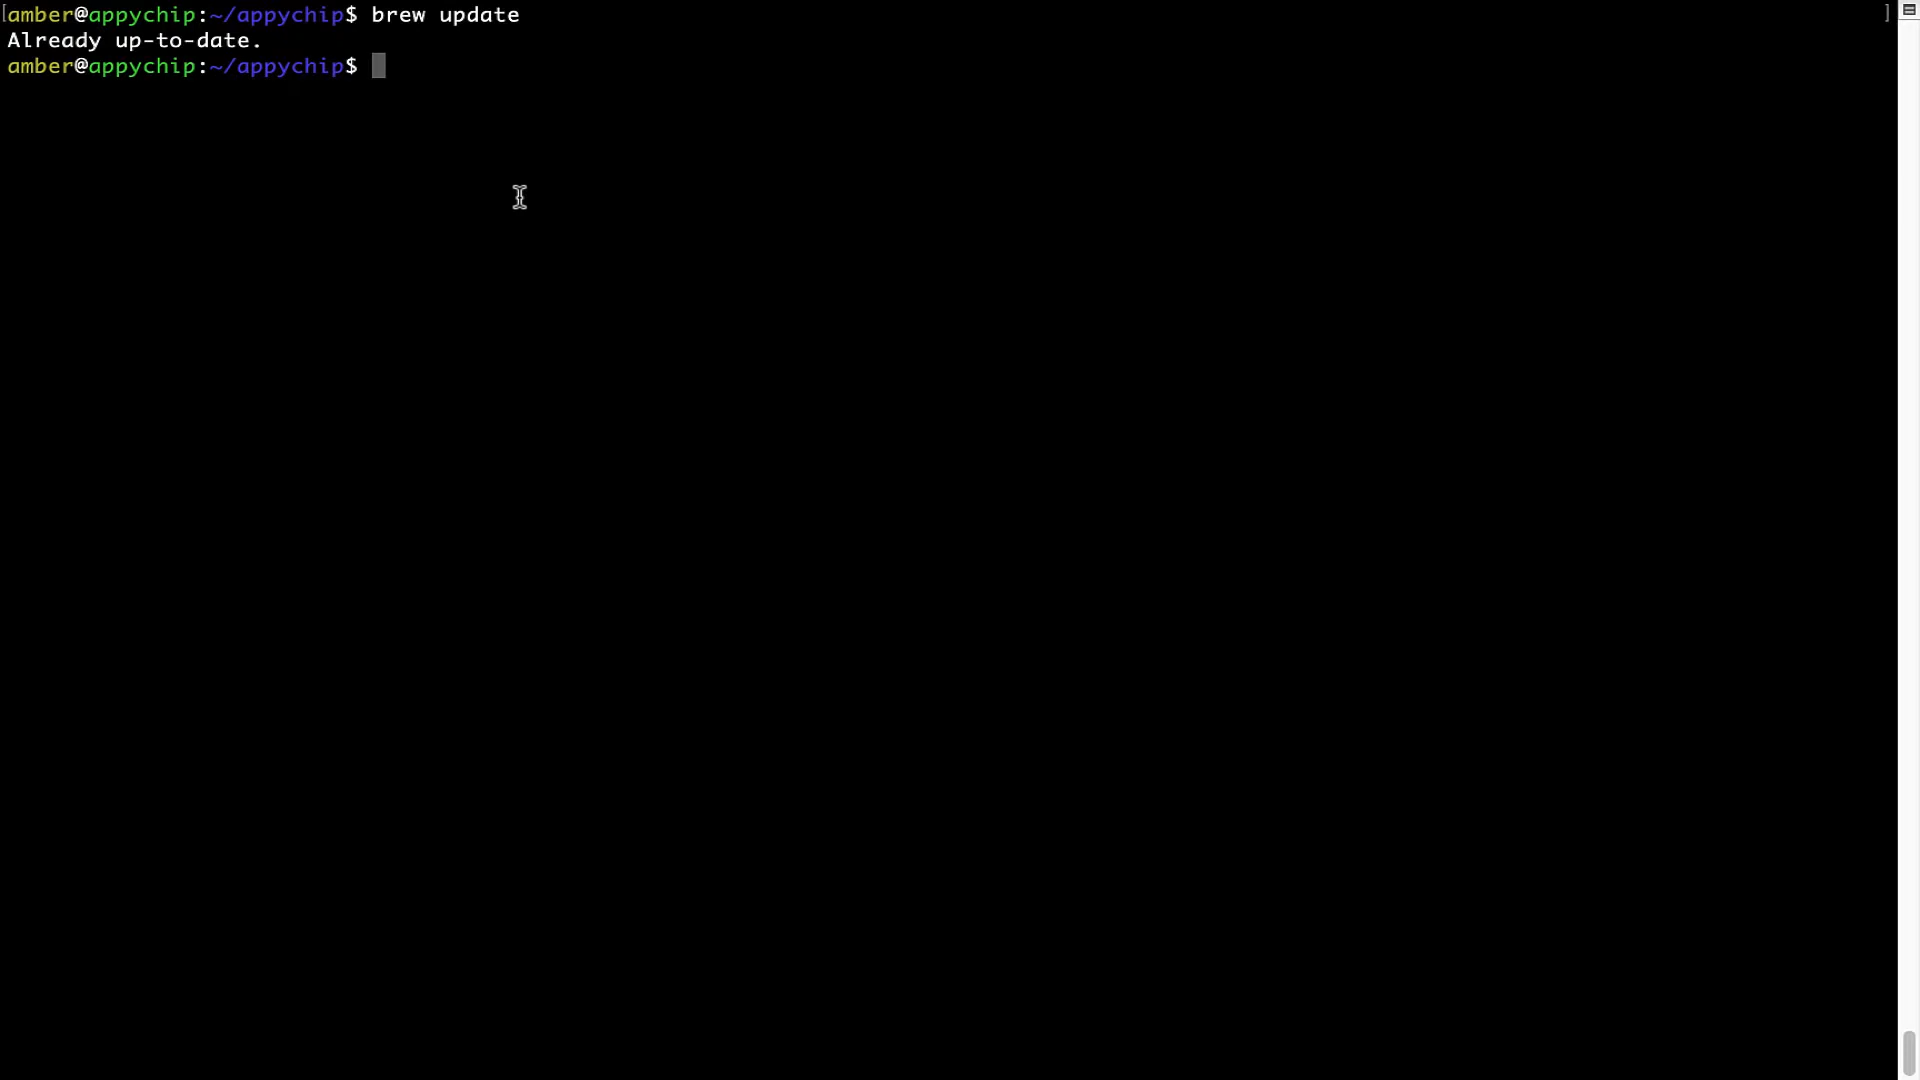 [amber@appychip:~/appychip$ brew update ]
Already up-to-date.
amber@appychip:~/appychip$